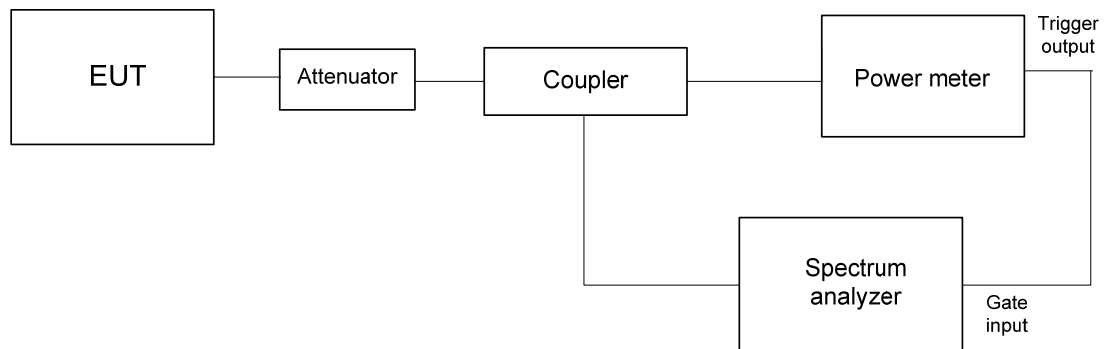 EUT
Attenuator
Coupler
Power meter
Trigger
output
Spectrum
analyzer
Gate
input